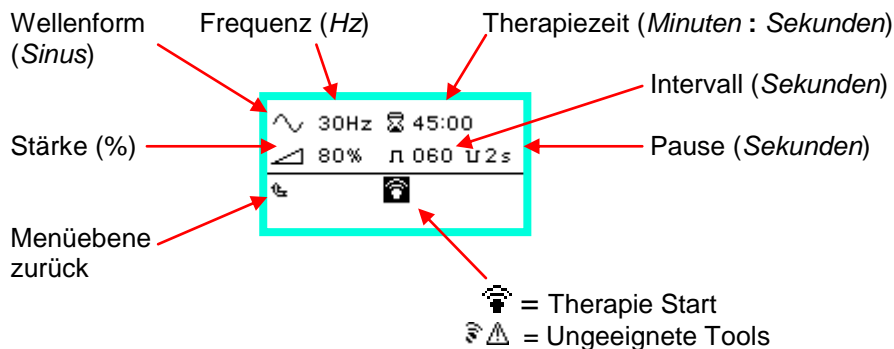 Wellenform
(Sinus)
Frequenz (Hz)
Therapiezeit (Minuten : Sekunden)
Intervall (Sekunden)
Stärke (%)
30Hz 45:00
80% 060 2s
Pause (Sekunden)
Menüebene
zurück
= Therapie Start
= Ungeeignete Tools